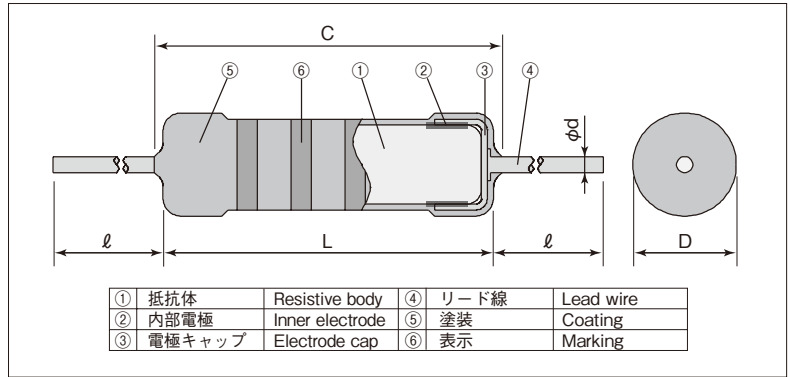 C
⑤ ⑥ ① ② ③ ④
φd
ℓ L ℓ D
① 抵抗体 Resistive body ④ リード線 Lead wire
② 内部電極 Inner electrode ⑤ 塗装 Coating
③ 電極キャップ Electrode cap ⑥ 表示 Marking